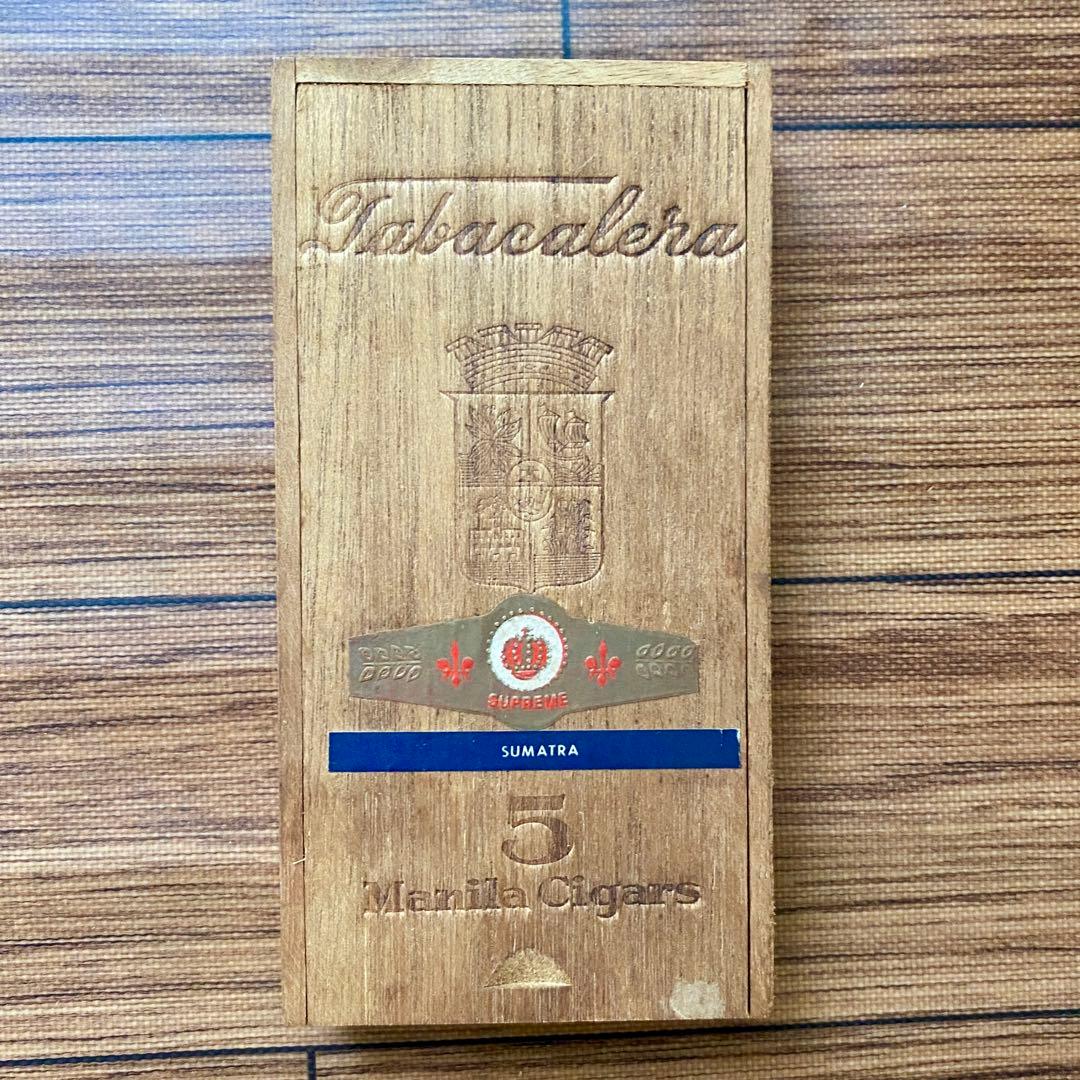 Tabacalera
SUPREME
SUMATRA
5
Manila Cigars